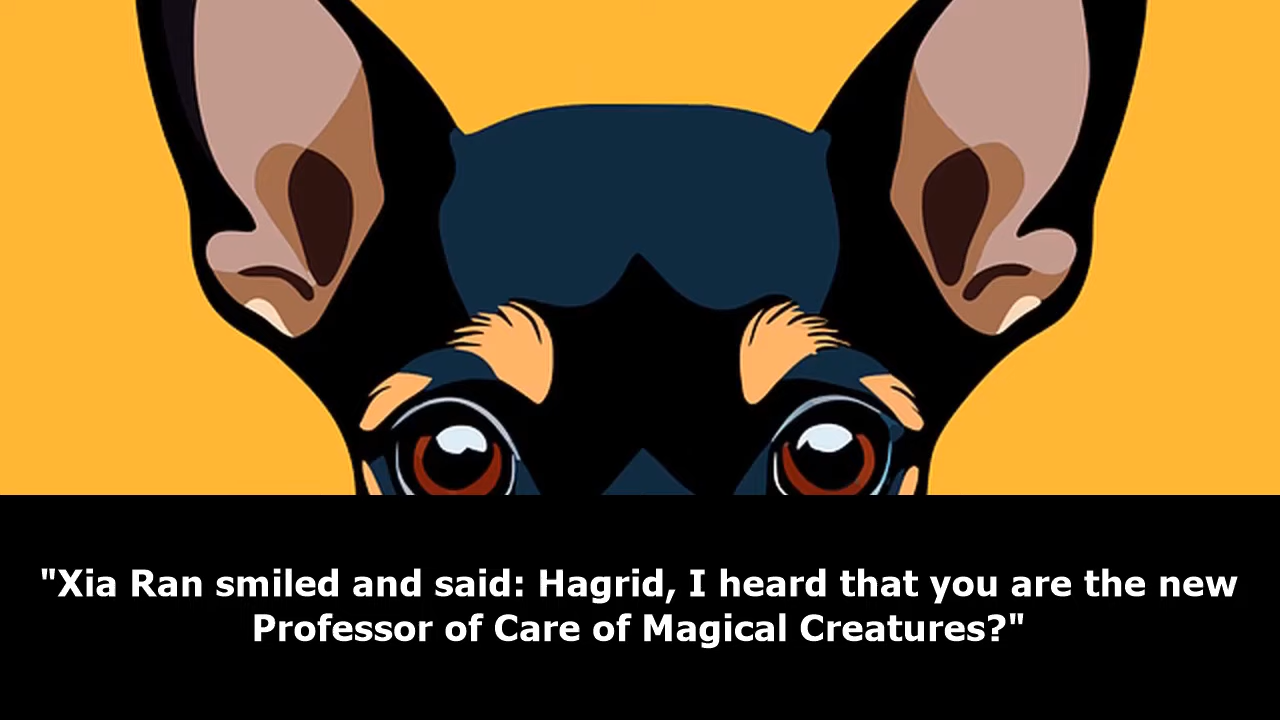 "Xia Ran smiled and said: Hagrid, I heard that you are the new
Professor of Care of Magical Creatures?"